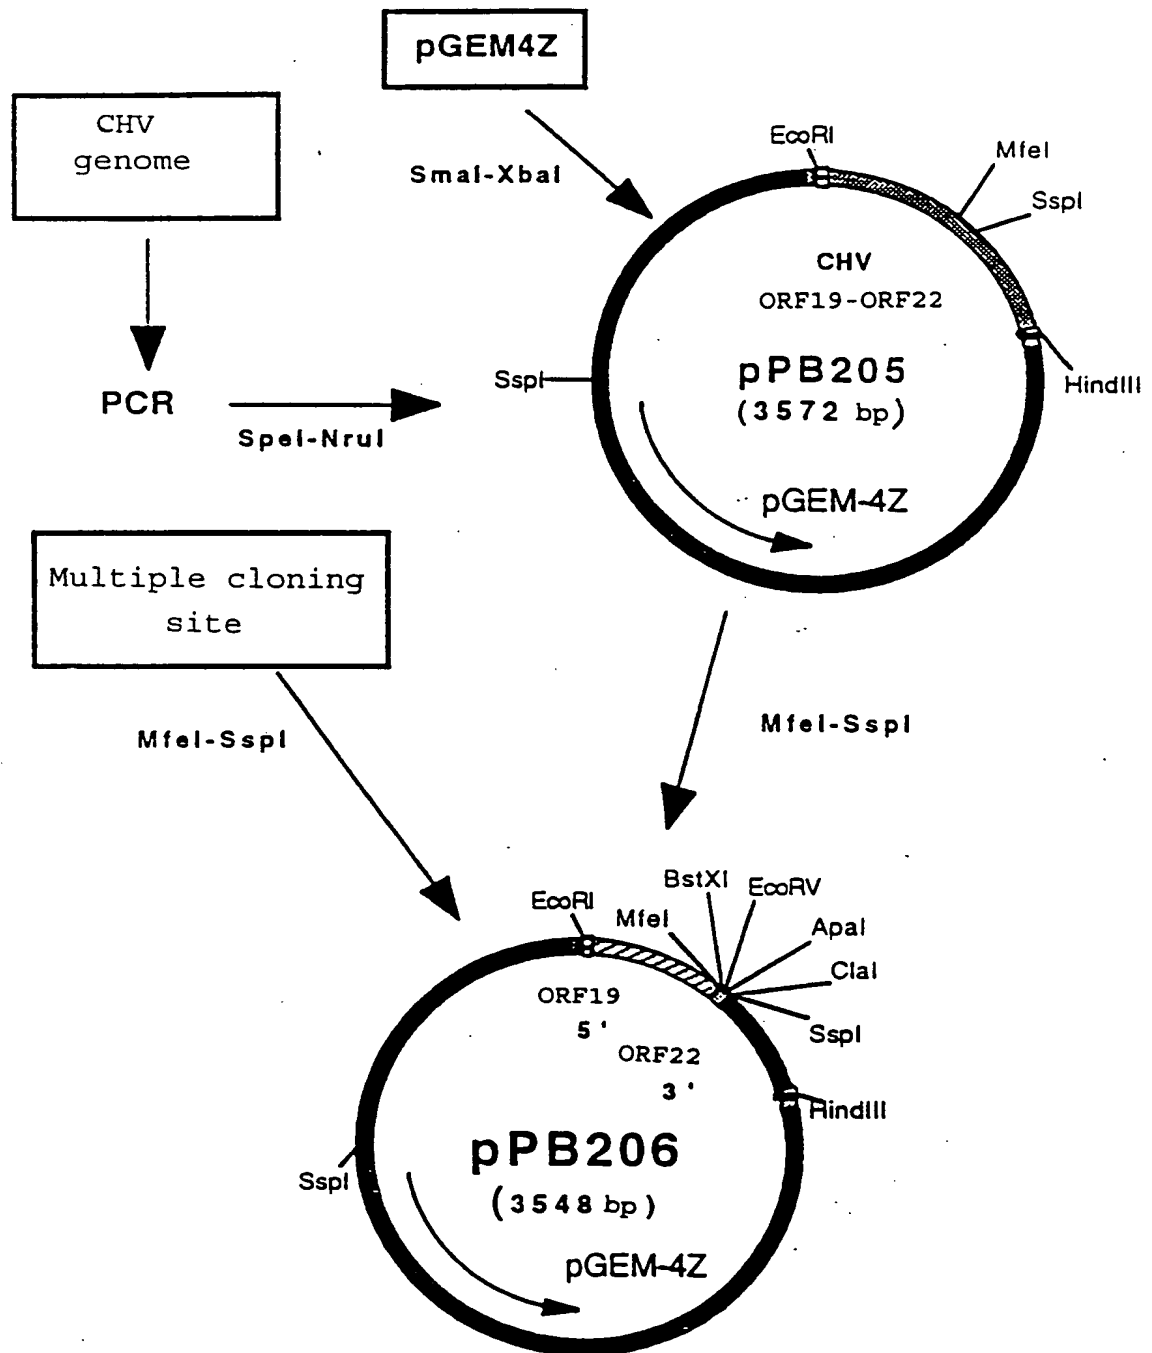 pGEM4Z
CHV
genome
SmaI-XbaI
EcoRI
MfeI
SspI
CHV
ORF19-ORF22
pPB205
(3572 bp)
SspI
HindIII
PCR
SpeI-NruI
pGEM-4Z
Multiple cloning
site
MfeI-SspI
MfeI-SspI
BstXI
EcoRV
EcoRI
MfeI
ApaI
ClaI
SspI
ORF19
5'
ORF22
3'
HindIII
pPB206
(3548 bp)
SspI
pGEM-4Z